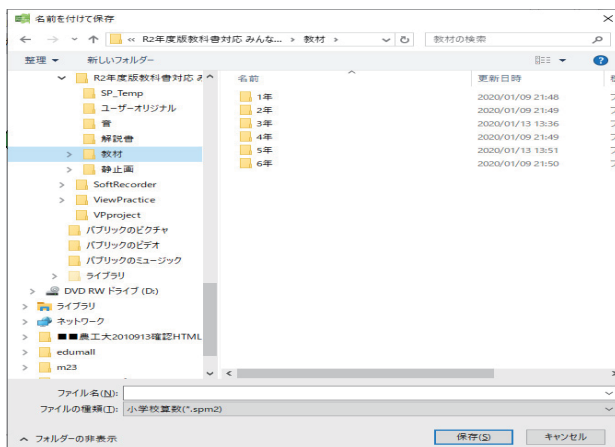 名前を付けて保存
« R2年度版教科書対応 みんな... > 教材 >
教材の検索
整理 新しいフォルダー
名前 更新日時
R2年度版教科書対応 み
SP_Temp
ユーザーオリジナル
音
解説書
教材
静止画
SoftRecorder
ViewPractice
VPproject
パブリックのピクチャ
パブリックのビデオ
パブリックのミュージック
ライブラリ
DVD RW ドライブ (D:)
ライブラリ
ネットワーク
■■農工大2010913確認HTML
edumall
m23
1年 2020/01/09 21:48
2年 2020/01/09 21:49
3年 2020/01/13 13:36
4年 2020/01/09 21:49
5年 2020/01/13 13:51
6年 2020/01/09 21:50
ファイル名(N):
ファイルの種類(T): 小学校算数(*.spm2)
フォルダーの非表示
保存(S) キャンセル